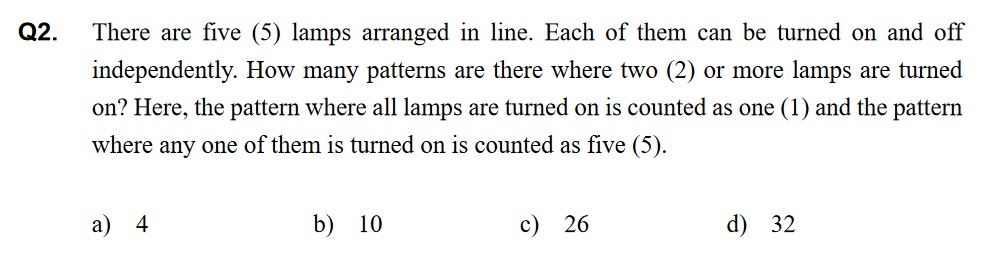 Q2. There are five (5) lamps arranged in line. Each of them can be turned on and off
independently. How many patterns are there where two (2) or more lamps are turned
on? Here, the pattern where all lamps are turned on is counted as one (1) and the pattern
where any one of them is turned on is counted as five (5).
a) 4 b) 10 c) 26 d) 32